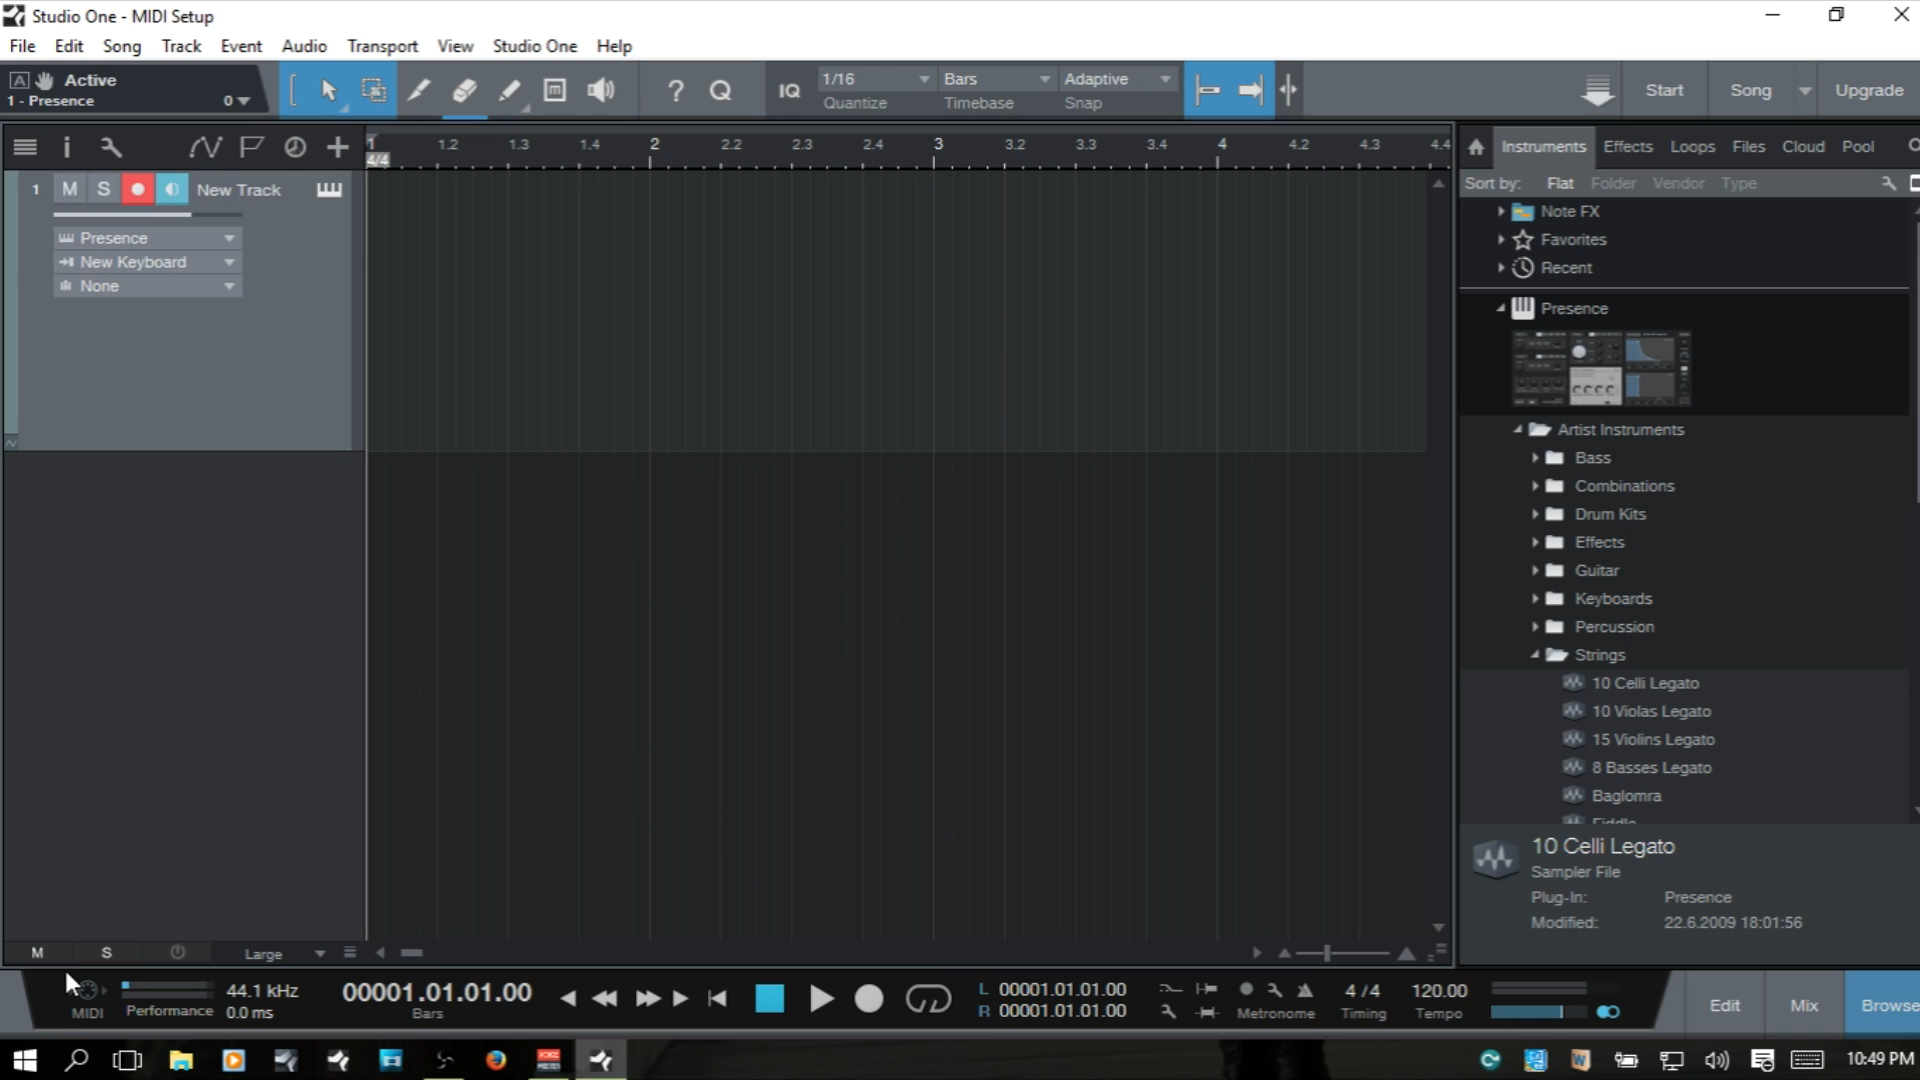 Studio One - MIDI Setup
File Edit Song Track Event Audio Transport View Studio One Help
A Active
1 - Presence 0
? Q IQ 1/16 Bars Adaptive
Quantize Timebase Snap
Start Song Upgrade
1 1.2 1.3 1.4 2 2.2 2.3 2.4 3 3.2 3.3 3.4 4 4.2 4.3 4.4
4/4
Instruments Effects Loops Files Cloud Pool
Sort by: Flat Folder Vendor Type
1 M S New Track
Presence
New Keyboard
None
Note FX
Favorites
Recent
Presence
Artist Instruments
Bass
Combinations
Drum Kits
Effects
Guitar
Keyboards
Percussion
Strings
10 Celli Legato
10 Violas Legato
15 Violins Legato
8 Basses Legato
Baglomra
10 Celli Legato
Sampler File
Plug-In: Presence
Modified: 22.6.2009 18:01:56
M S Large
MIDI
Performance
44.1 kHz
0.0 ms
00001.01.01.00
Bars
L 00001.01.01.00
R 00001.01.01.00
Metronome
4 / 4
Timing
120.00
Tempo
Edit Mix Browse
10:49 PM